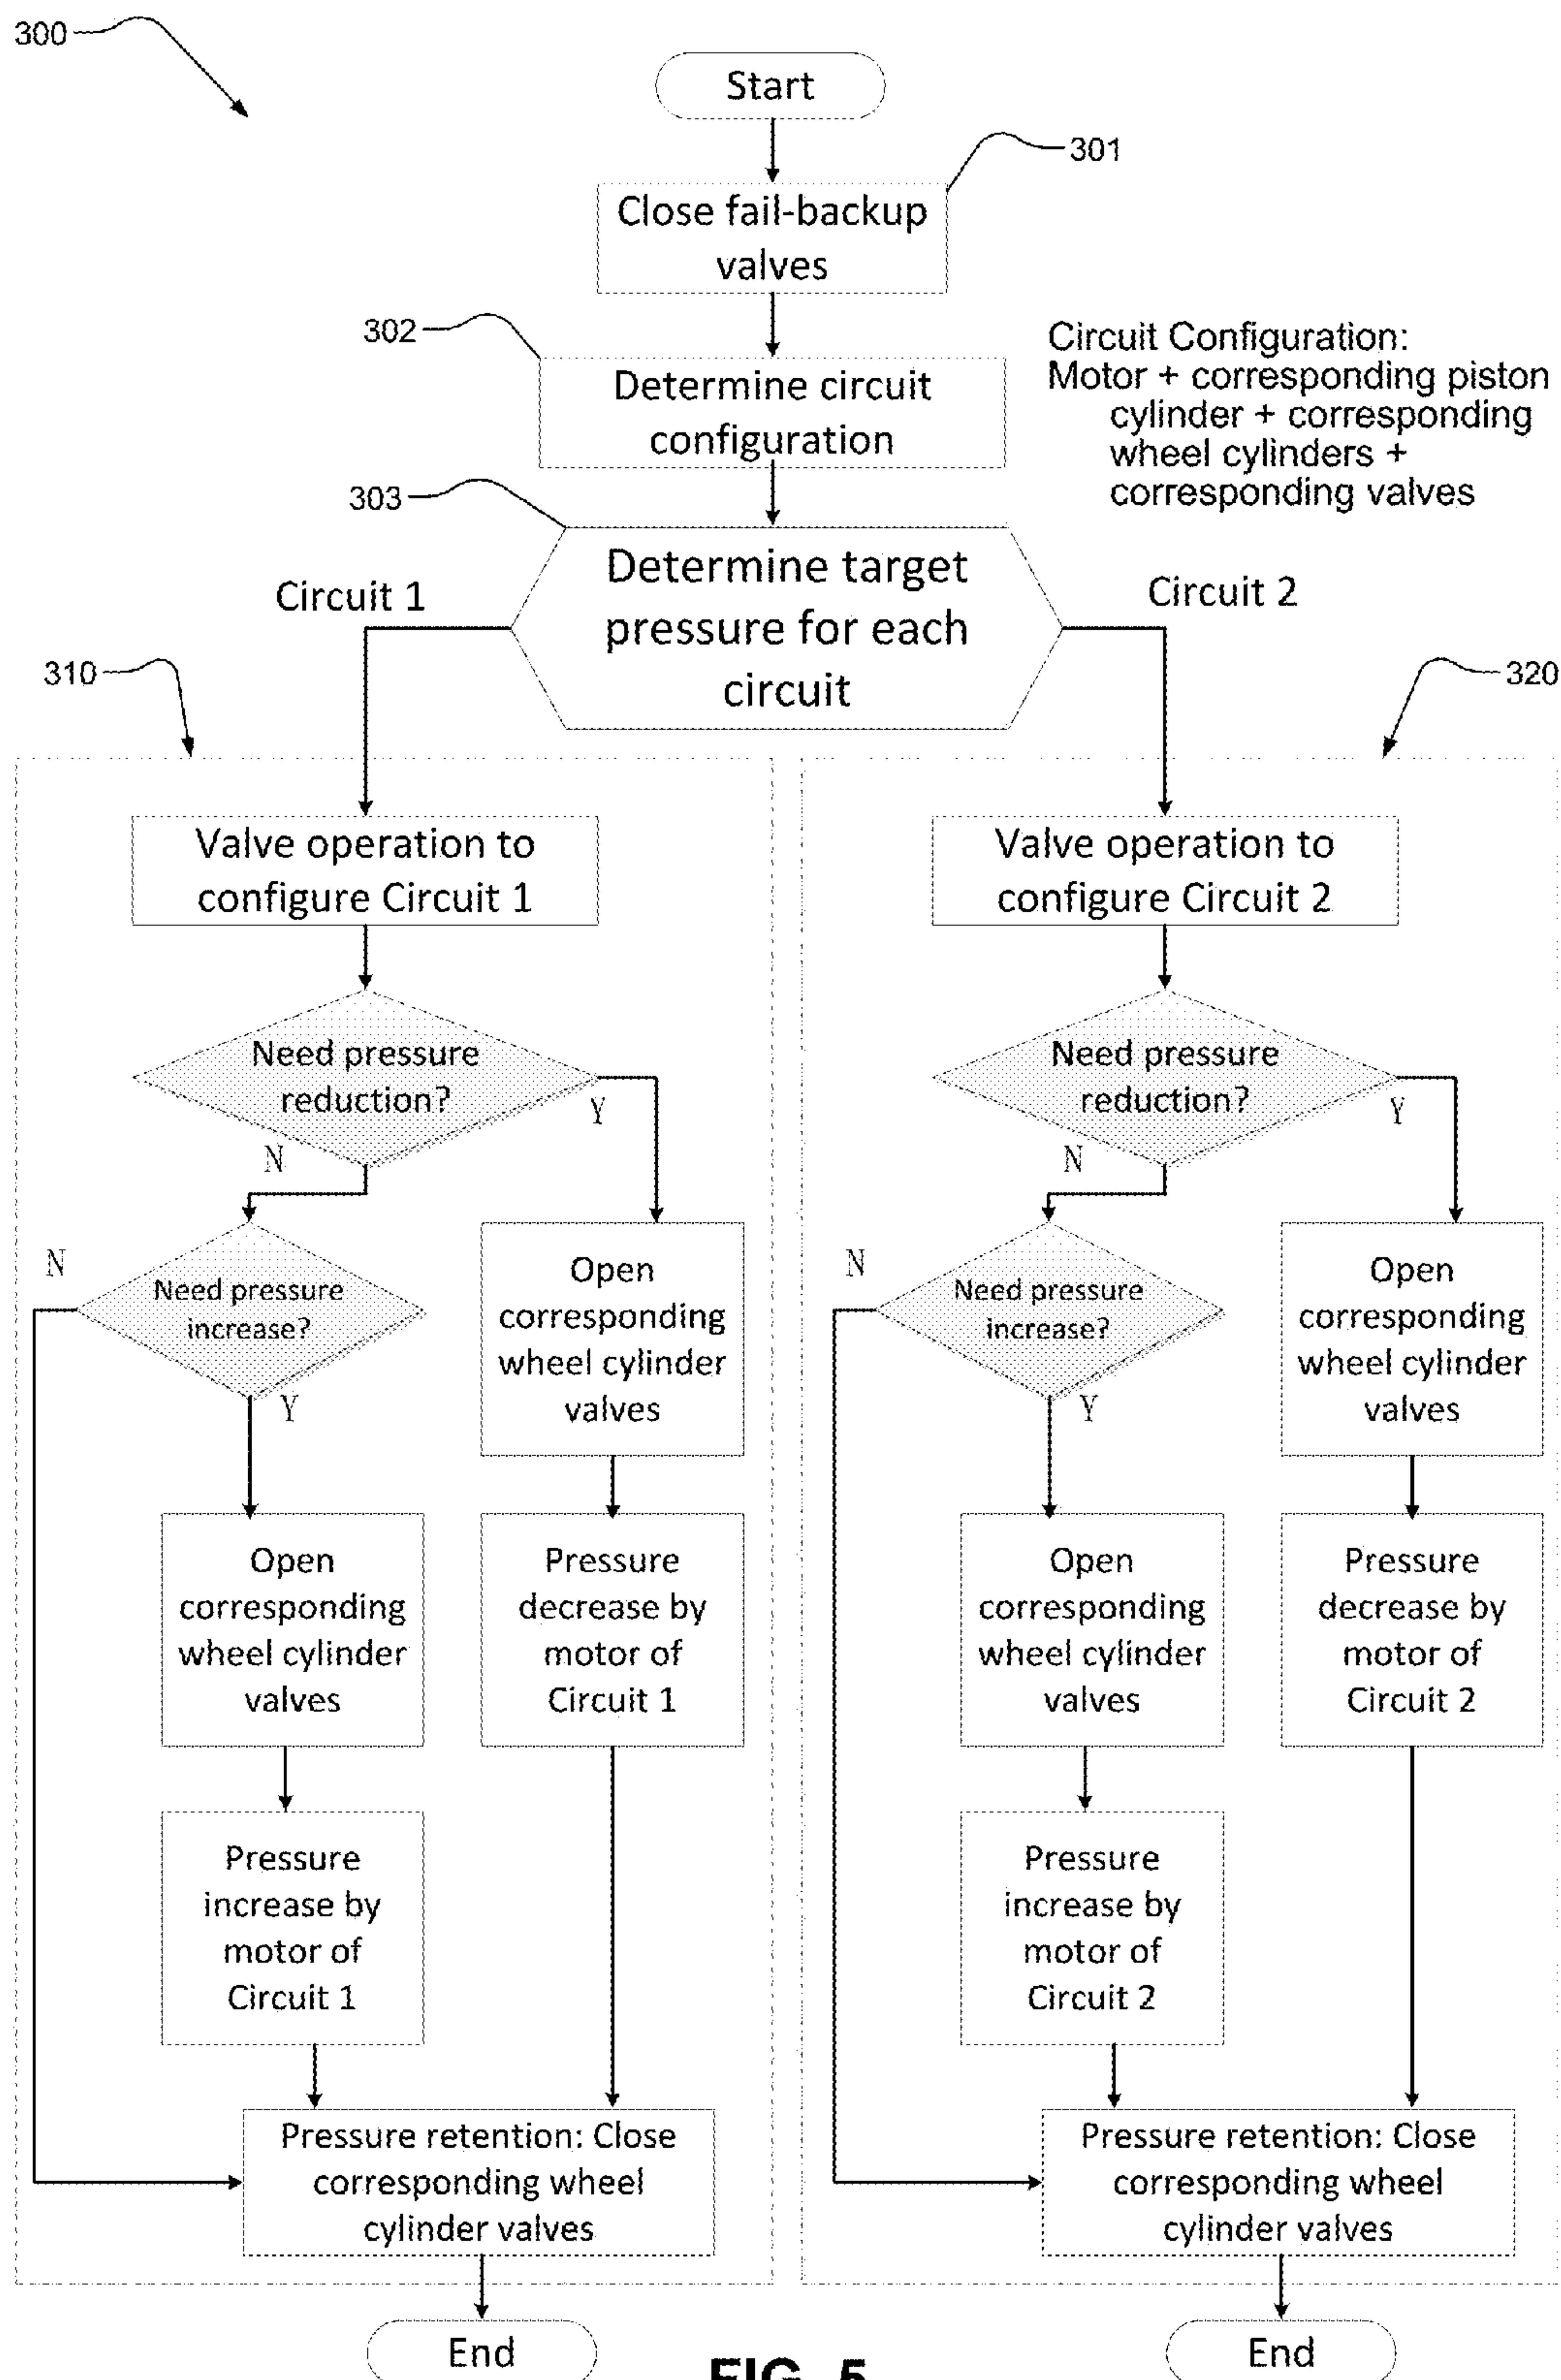 300
Start
301
Close fail-backup
valves
302
Determine circuit
configuration
Circuit Configuration:
Motor + corresponding piston
cylinder + corresponding
wheel cylinders +
corresponding valves
303
Determine target
pressure for each
circuit
Circuit 1
Circuit 2
310
320
Valve operation to
configure Circuit 1
Need pressure
reduction?
Y
N
Need pressure
increase?
N
Y
Open
corresponding
wheel cylinder
valves
Open
corresponding
wheel cylinder
valves
Pressure
decrease by
motor of
Circuit 1
Pressure
increase by
motor of
Circuit 1
Pressure retention: Close
corresponding wheel
cylinder valves
End
Valve operation to
configure Circuit 2
Need pressure
reduction?
Y
N
Need pressure
increase?
N
Y
Open
corresponding
wheel cylinder
valves
Open
corresponding
wheel cylinder
valves
Pressure
decrease by
motor of
Circuit 2
Pressure
increase by
motor of
Circuit 2
Pressure retention: Close
corresponding wheel
cylinder valves
End
FIG. 5